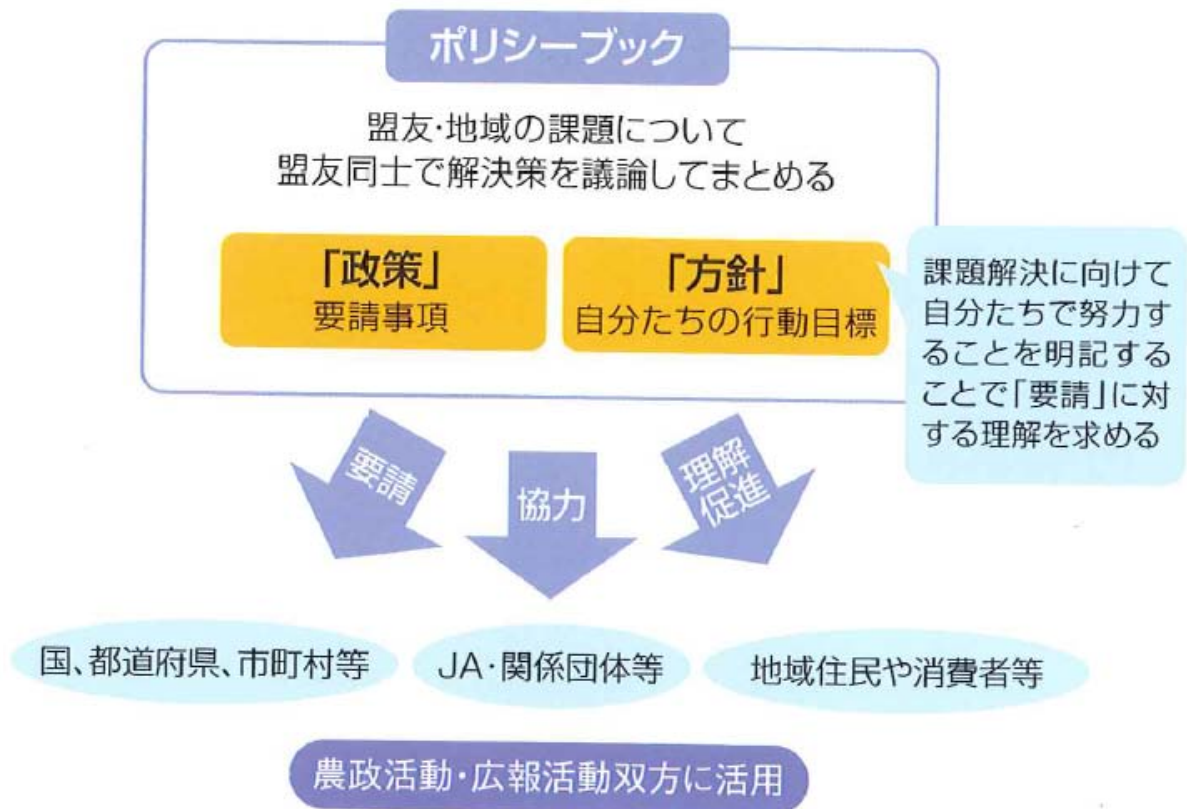 ポリシーブック
盟友・地域の課題について
盟友同士で解決策を議論してまとめる
「政策」
要請事項
「方針」
自分たちの行動目標
課題解決に向けて
自分たちで努力す
ることを明記する
ことで「要請」に対
する理解を求める
要請
協力
理解
促進
国、都道府県、市町村等
JA・関係団体等
地域住民や消費者等
農政活動・広報活動双方に活用